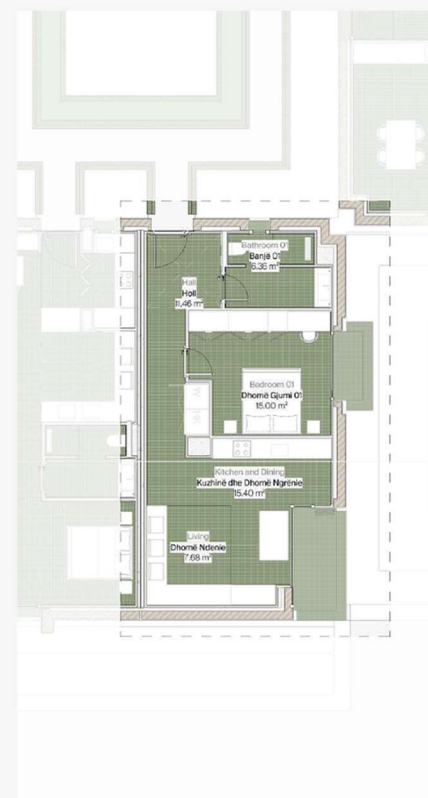 Bathroom 01
Banjë 01
6.36 m²
Hall
Holl
11.46 m²
Bedroom 01
Dhomë Gjumi 01
15.00 m²
Kitchen and Dining
Kuzhinë dhe Dhomë Ngrënie
15.40 m²
Living
Dhomë Ndenie
7.68 m²